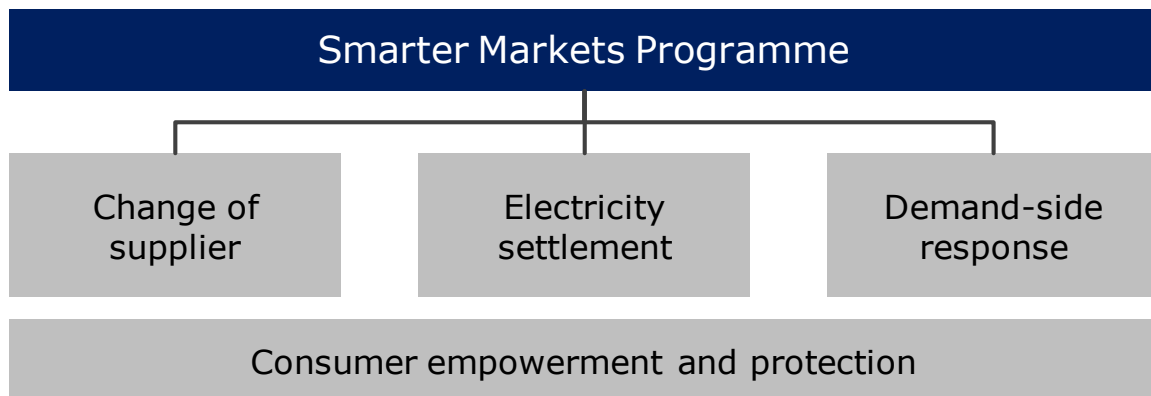 Smarter Markets Programme
Change of
supplier
Electricity
settlement
Demand-side
response
Consumer empowerment and protection